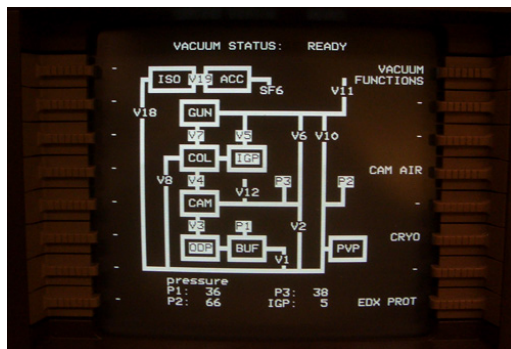 VACUUM STATUS: READY
ISO V19 ACC
VACUUM FUNCTIONS
SF6
V11
V18
GUN
V7 V5 V6 V10
COL IGP
V8 V4 P3 P2
CAM AIR
V12
CAM
V3 P1 V2
CRYO
ODP BUF PVP
V1
pressure
P1: 36 P3: 38
P2: 66 IGP: 5
EDX PROT